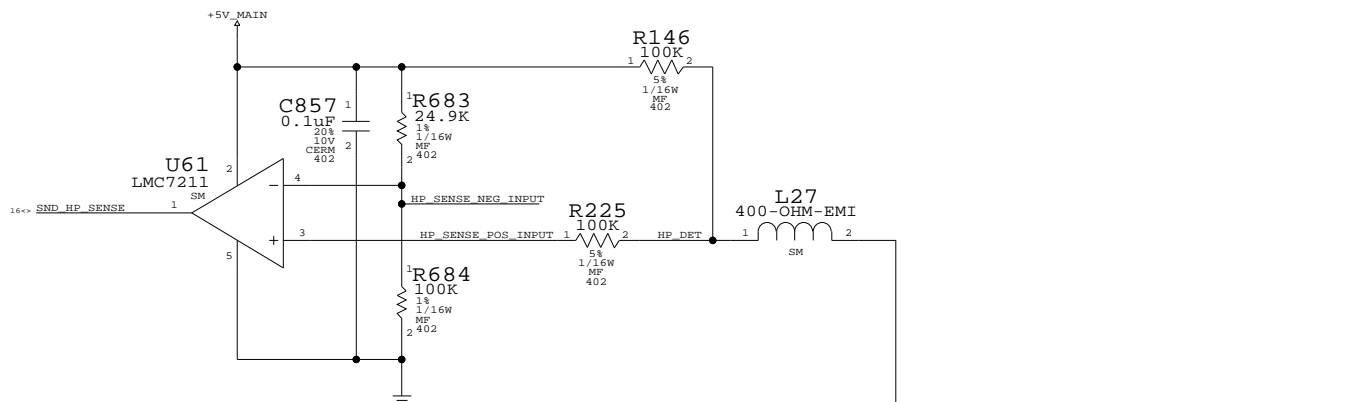 +5V_MAIN
R146
100K
1
2
5%
1/16W
MF
402
C857
0.1uF
20%
10V
CERM
402
1
2
1
R683
24.9K
1%
1/16W
MF
402
2
U61
LMC7211
SM
2
4
−
HP_SENSE_NEG_INPUT
16<> SND_HP_SENSE
1
+
3
5
HP_SENSE_POS_INPUT
R225
100K
1
2
5%
1/16W
MF
402
HP_DET
L27
400-OHM-EMI
1
2
SM
1
R684
100K
1%
1/16W
MF
402
2